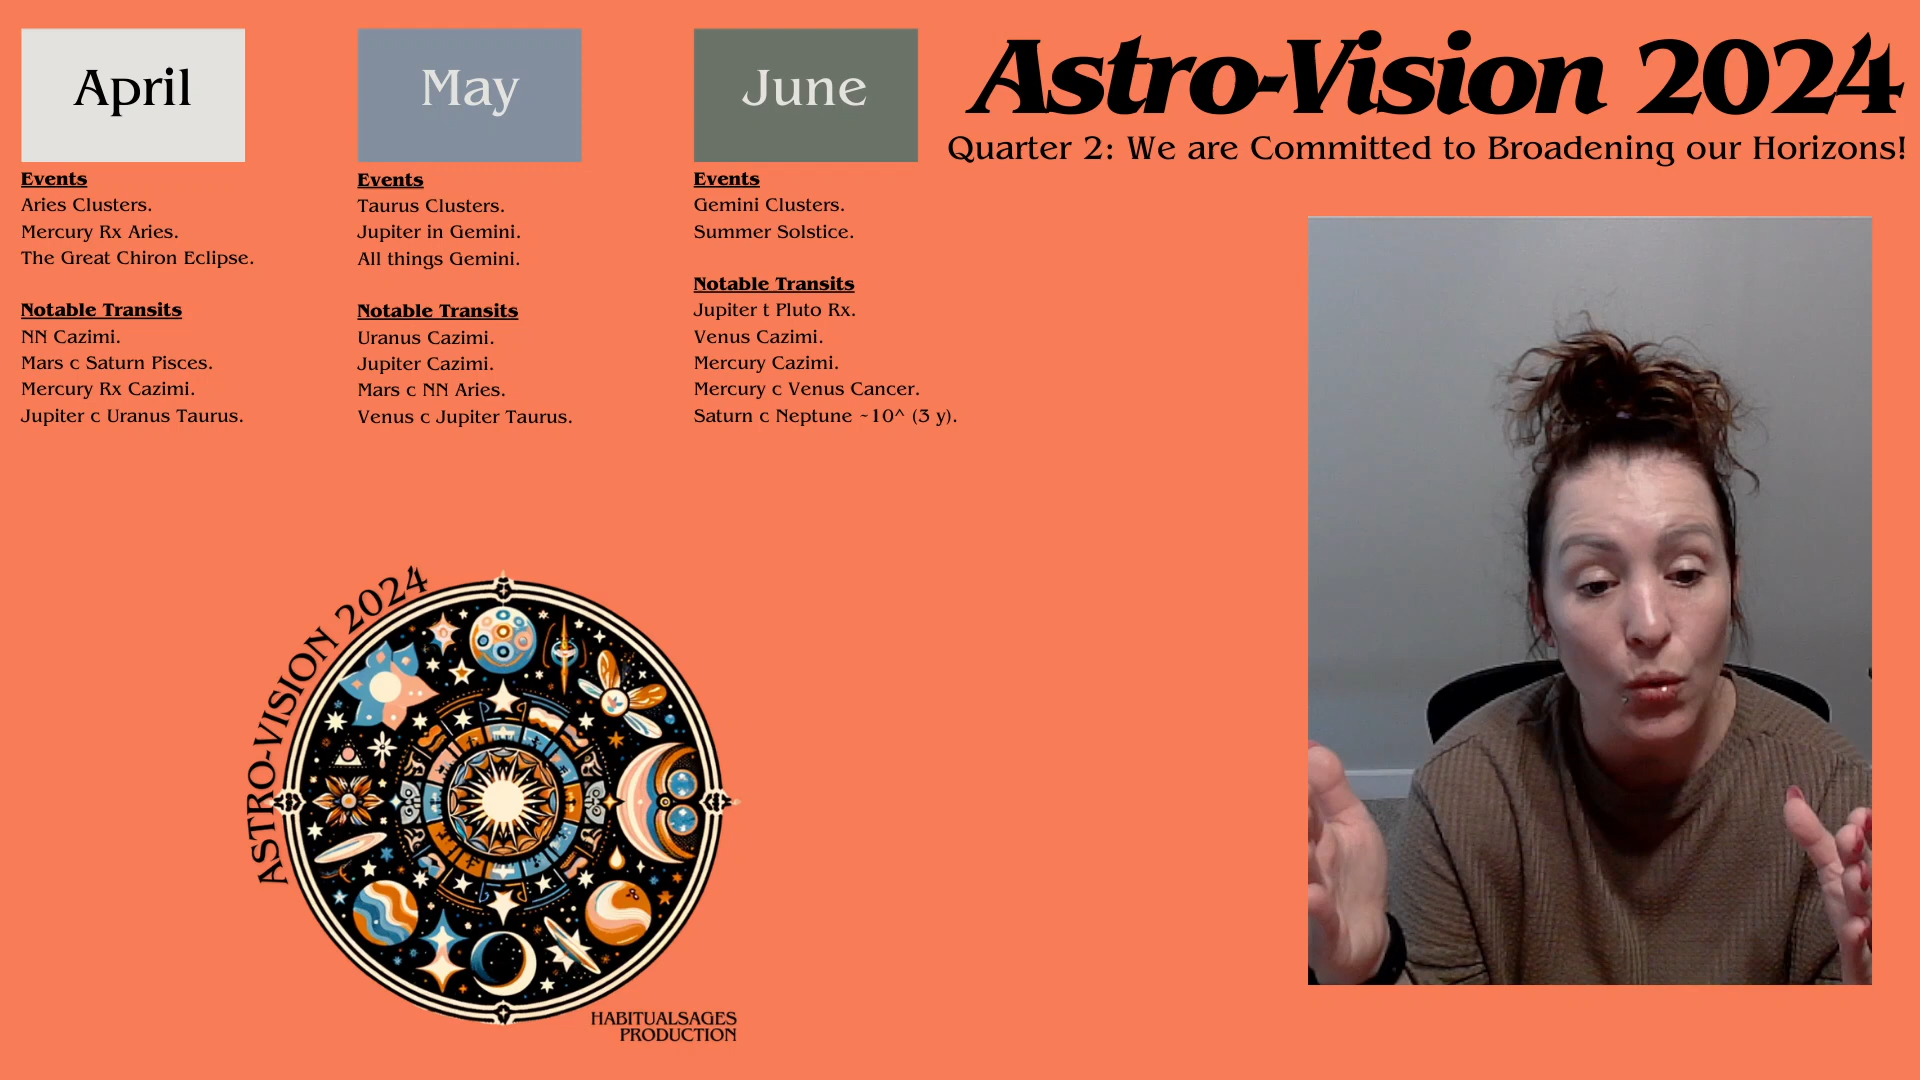 April
Events
Aries Clusters.
Mercury Rx Aries.
The Great Chiron Eclipse.
Notable Transits
NN Cazimi.
Mars c Saturn Pisces.
Mercury Rx Cazimi.
Jupiter c Uranus Taurus.
May
Events
Taurus Clusters.
Jupiter in Gemini.
All things Gemini.
Notable Transits
Uranus Cazimi.
Jupiter Cazimi.
Mars c NN Aries.
Venus c Jupiter Taurus.
June
Events
Gemini Clusters.
Summer Solstice.
Notable Transits
Jupiter t Pluto Rx.
Venus Cazimi.
Mercury Cazimi.
Mercury c Venus Cancer.
Saturn c Neptune ~10^ (3 y).
Astro-Vision 2024
Quarter 2: We are Committed to Broadening our Horizons!
ASTRO-VISION 2024
HABITUALSAGES
PRODUCTION